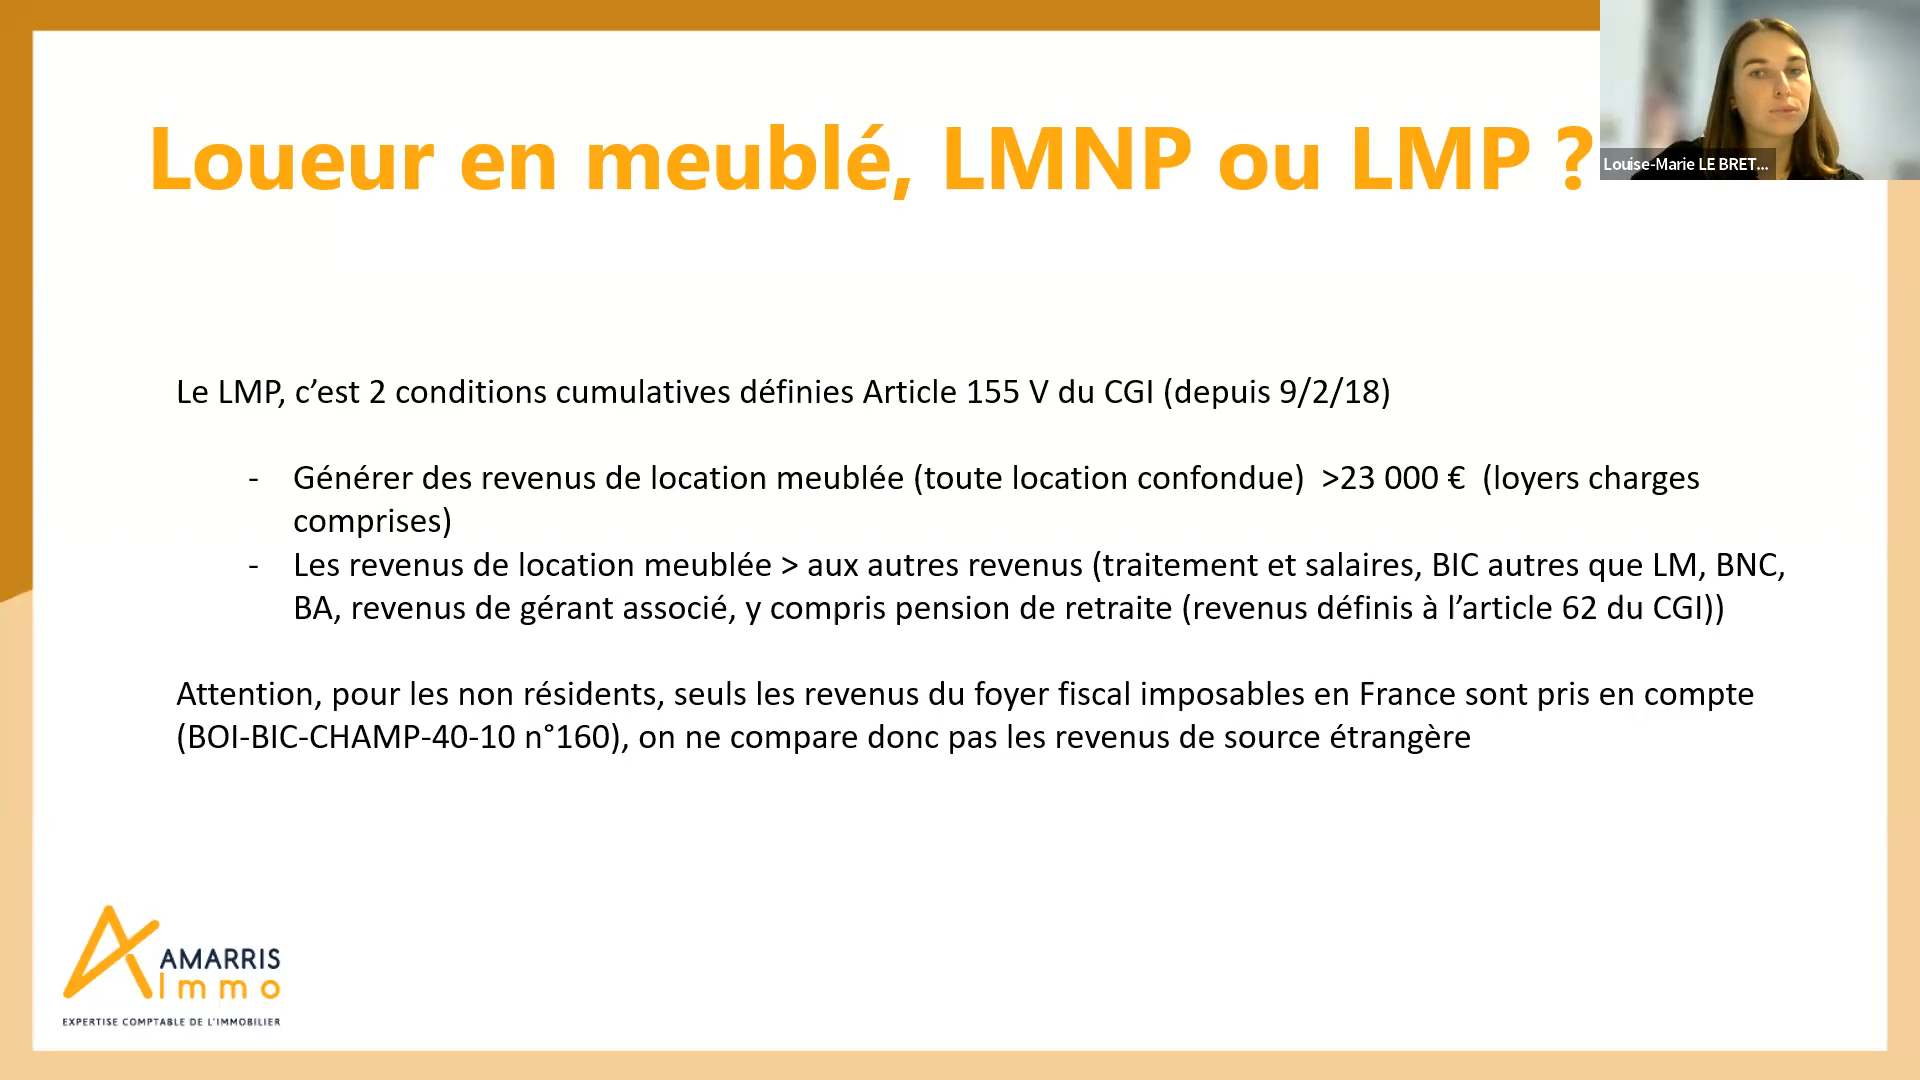 Loueur en meublé, LMNP ou LMP ?
Louise-Marie LE BRET...
Le LMP, c’est 2 conditions cumulatives définies Article 155 V du CGI (depuis 9/2/18)
- Générer des revenus de location meublée (toute location confondue) >23 000 € (loyers charges
comprises)
- Les revenus de location meublée > aux autres revenus (traitement et salaires, BIC autres que LM, BNC,
BA, revenus de gérant associé, y compris pension de retraite (revenus définis à l’article 62 du CGI))
Attention, pour les non résidents, seuls les revenus du foyer fiscal imposables en France sont pris en compte
(BOI-BIC-CHAMP-40-10 n°160), on ne compare donc pas les revenus de source étrangère
AMARRIS
Immo
EXPERTISE COMPTABLE DE L'IMMOBILIER